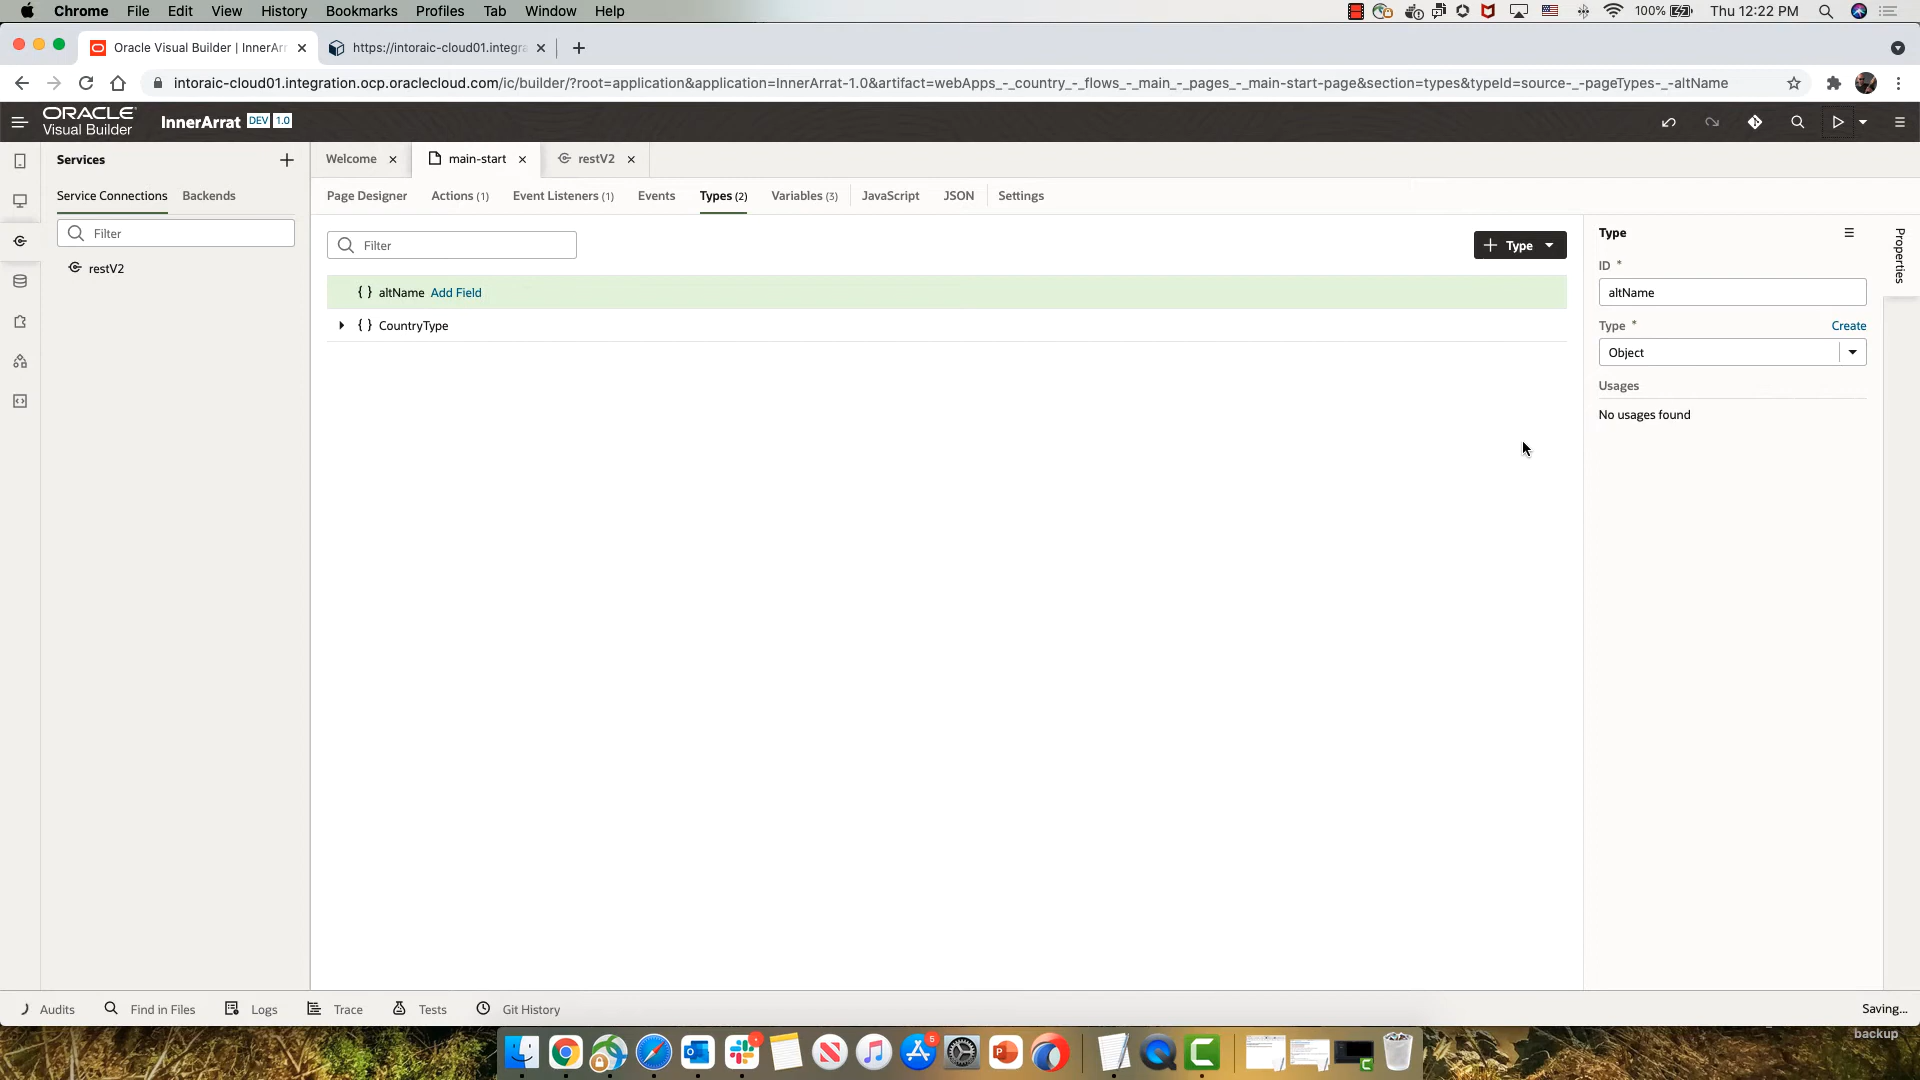 Chrome File Edit View History Bookmarks Profiles Tab Window Help 100% Thu 12:22 PM
Oracle Visual Builder | InnerArr https://intoraic-cloud01.integra
intoraic-cloud01.integration.ocp.oraclecloud.com/ic/builder/?root=application&application=InnerArrat-1.0&artifact=webApps_-_country_-_flows_-_main_-_pages_-_main-start-page&section=types&typeId=source-_-pageTypes-_-altName
ORACLE
Visual Builder
InnerArrat DEV 1.0
Services
Welcome main-start restV2
Service Connections Backends
Page Designer Actions (1) Event Listeners (1) Events Types (2) Variables (3) JavaScript JSON Settings
Filter
restV2
Filter
Type
altName Add Field
CountryType
Type
Properties
ID *
altName
Type * Create
Object
Usages
No usages found
Audits Find in Files Logs Trace Tests Git History Saving...
5
backup